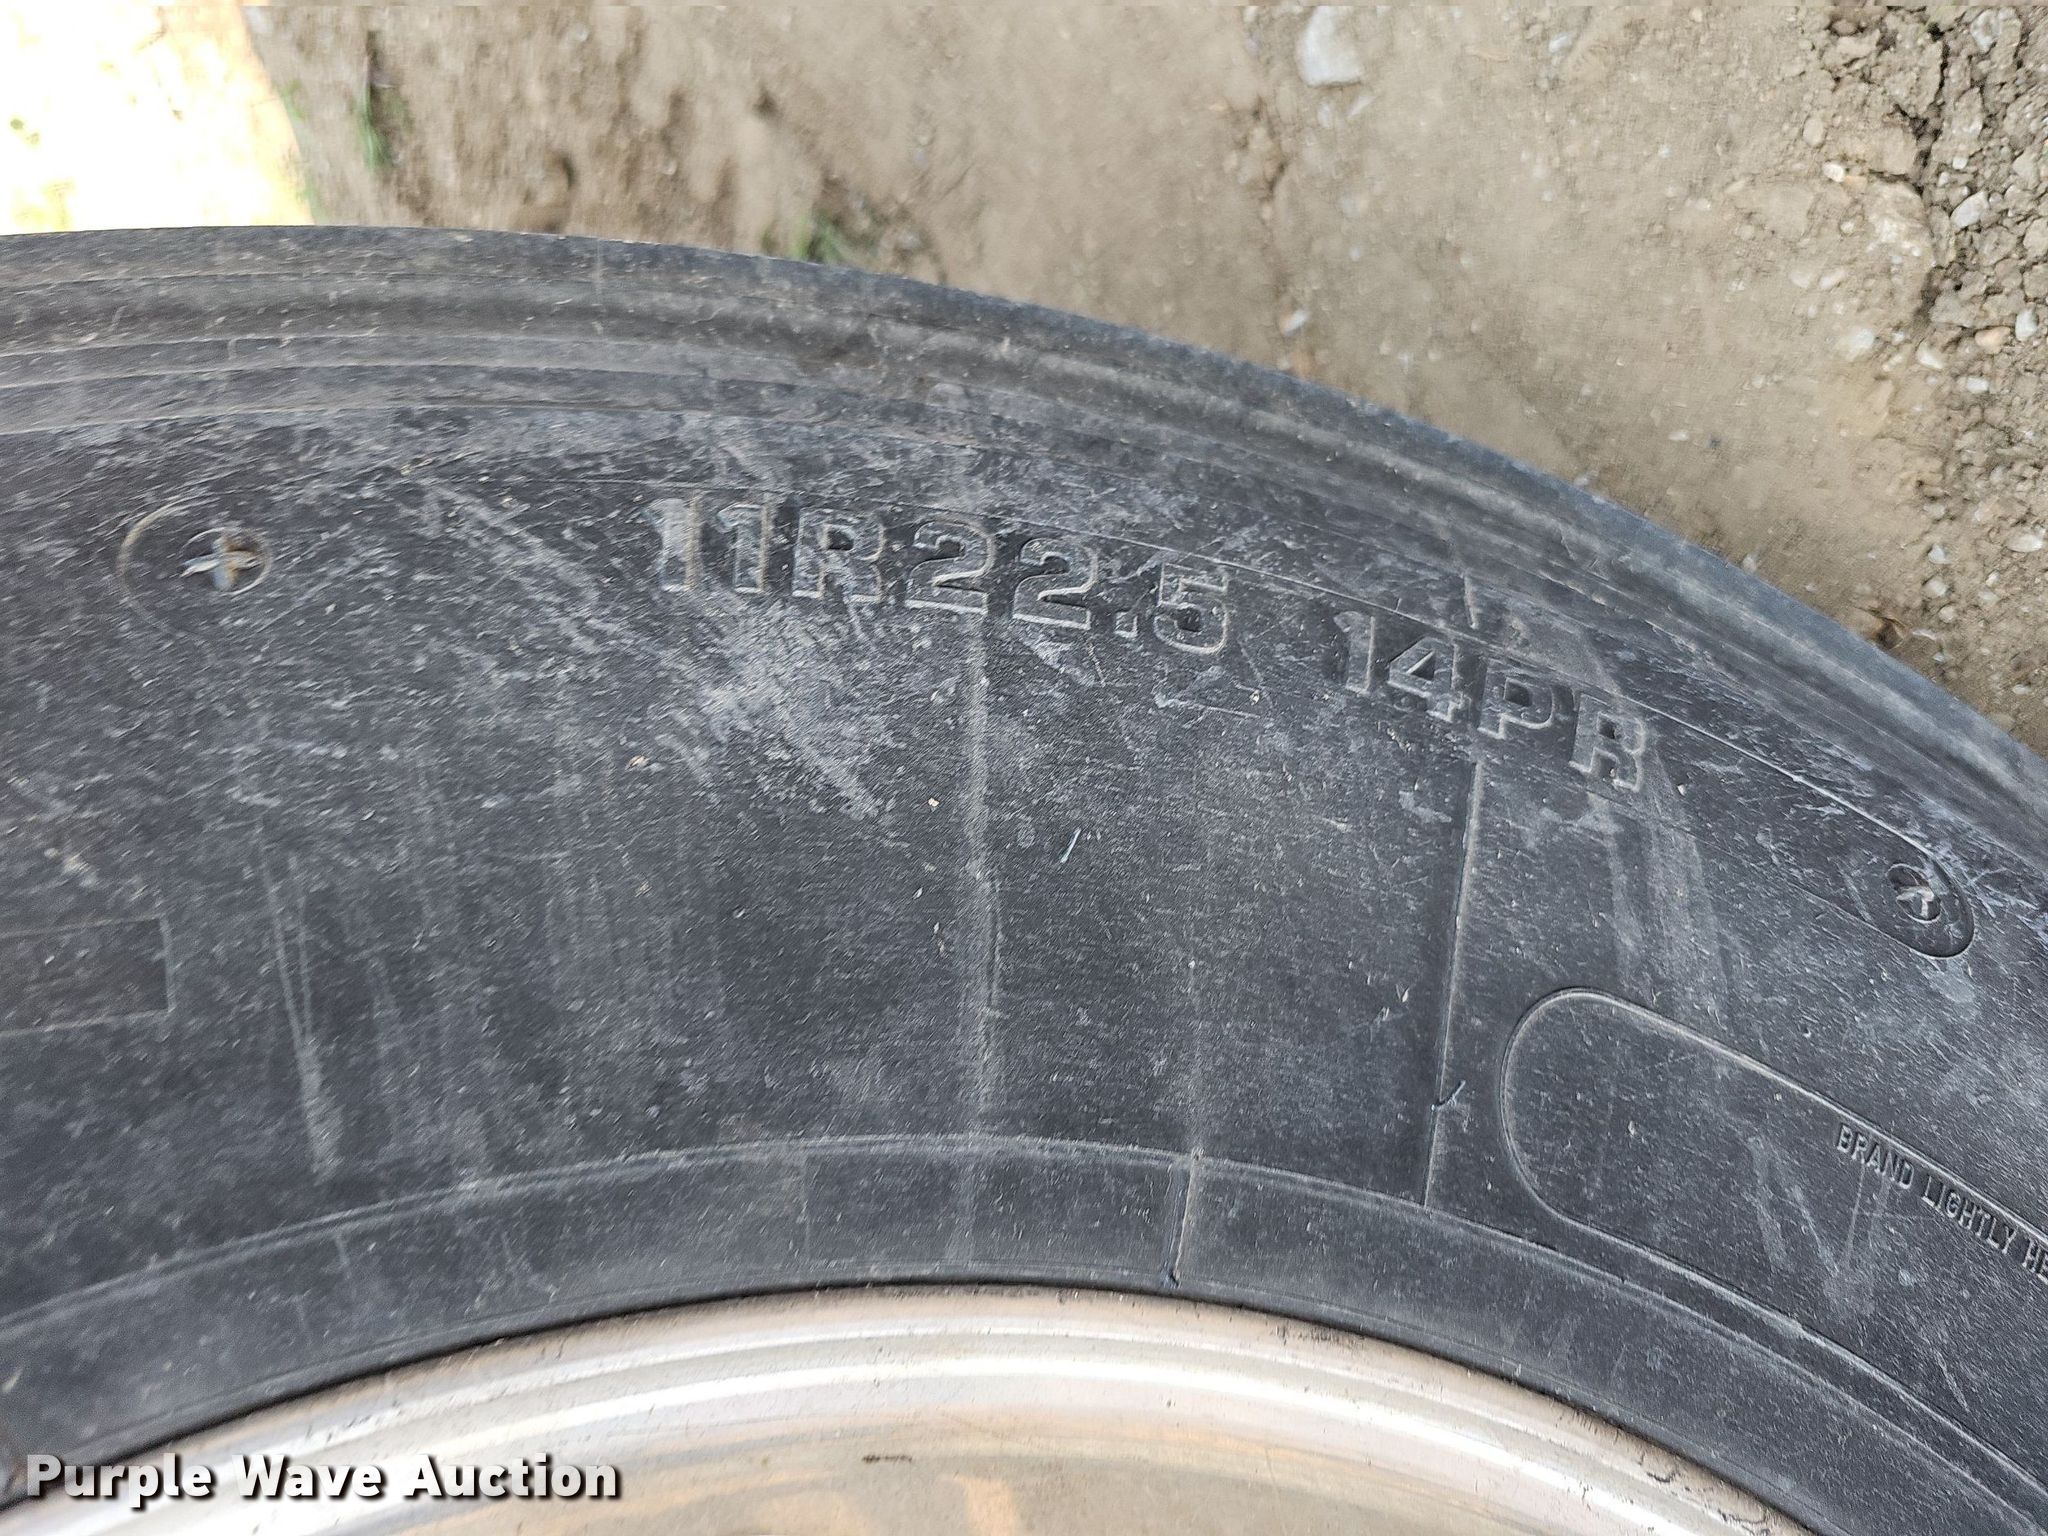 11R22.5 14PR
BRAND LIGHTLY HE
Purple Wave Auction